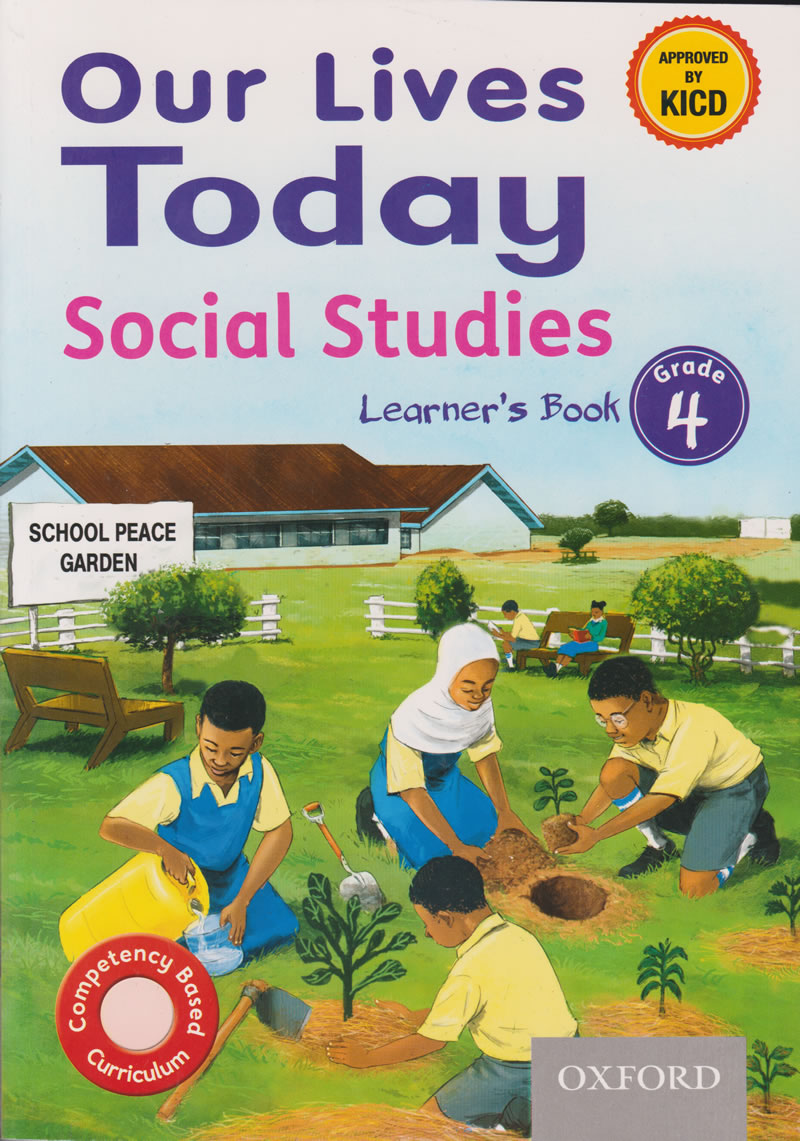 Our Lives
Today
Social Studies
Learner's Book
Grade
4
APPROVED
BY
KICD
SCHOOL PEACE
GARDEN
Competency Based
Curriculum
OXFORD